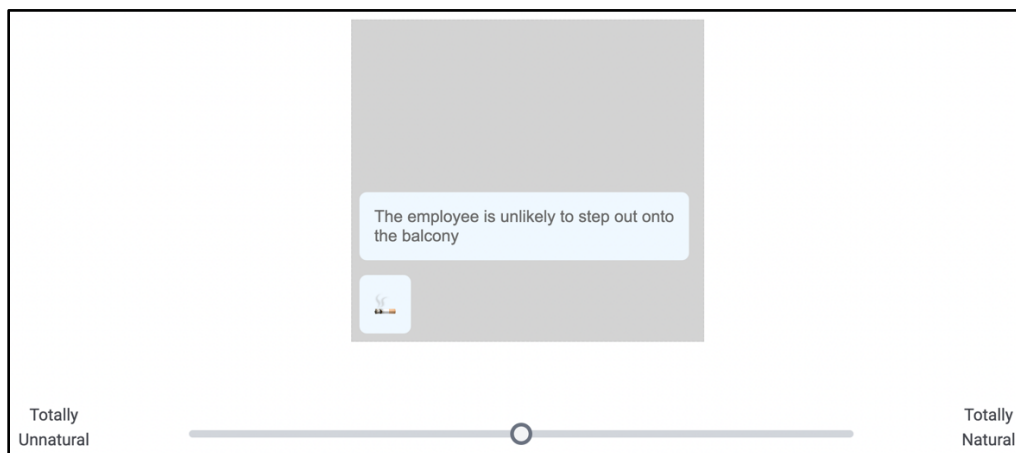 The employee is unlikely to step out onto
the balcony
Totally
Unnatural
Totally
Natural